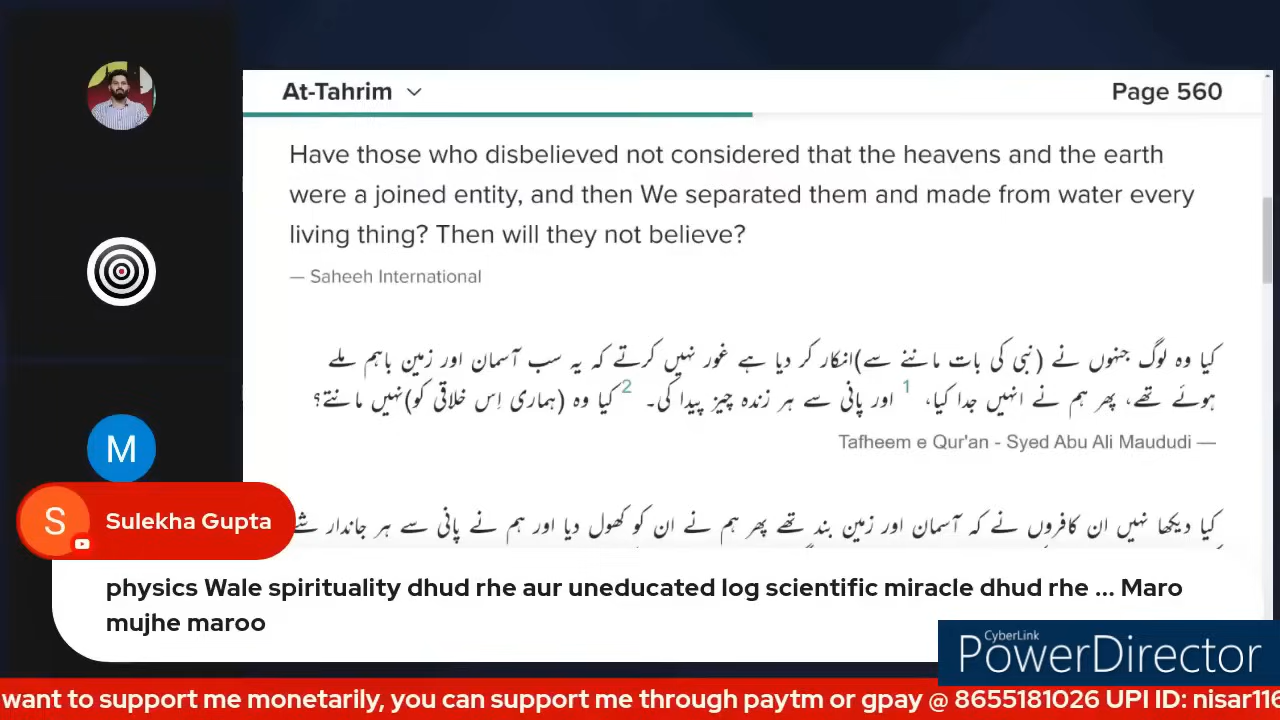 At-Tahrim
Page 560
Have those who disbelieved not considered that the heavens and the earth
were a joined entity, and then We separated them and made from water every
living thing? Then will they not believe?
— Saheeh International
کیا وہ لوگ جنہوں نے (نبی کی بات ماننے سے)انکار کر دیا ہے غور نہیں کرتے کہ یہ سب آسمان اور زمین باہم ملے
ہوئے تھے، پھر ہم نے انہیں جدا کیا، 1 اور پانی سے ہر زندہ چیز پیدا کی۔ 2 کیا وہ (ہماری اِس خلاقی کو)نہیں مانتے؟
Tafheem e Qur'an - Syed Abu Ali Maududi —
کیا دیکھا نہیں ان کافروں نے کہ آسمان اور زمین بند تھے پھر ہم نے ان کو کھول دیا اور ہم نے پانی سے ہر جاندار
M
S
Sulekha Gupta
physics Wale spirituality dhud rhe aur uneducated log scientific miracle dhud rhe ... Maro
mujhe maroo
CyberLink
PowerDirector
want to support me monetarily, you can support me through paytm or gpay @ 8655181026 UPI ID: nisar116